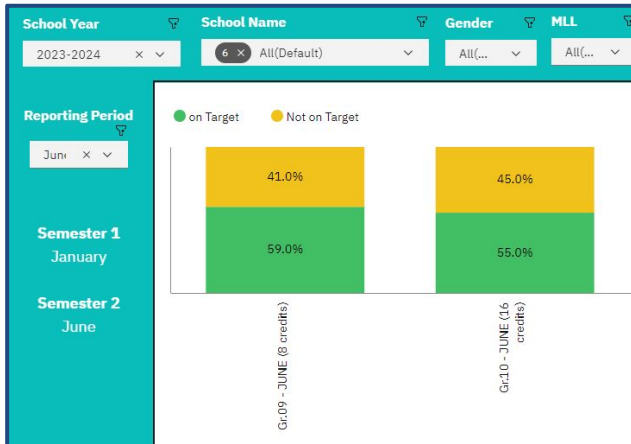 School Year
School Name
Gender
MLL
2023-2024
6 × All(Default)
All(...
All(...
Reporting Period
June
on Target
Not on Target
41.0%
45.0%
59.0%
55.0%
Semester 1
January
Semester 2
June
Gr.09 - JUNE (8 credits)
Gr.10 - JUNE (16
credits)